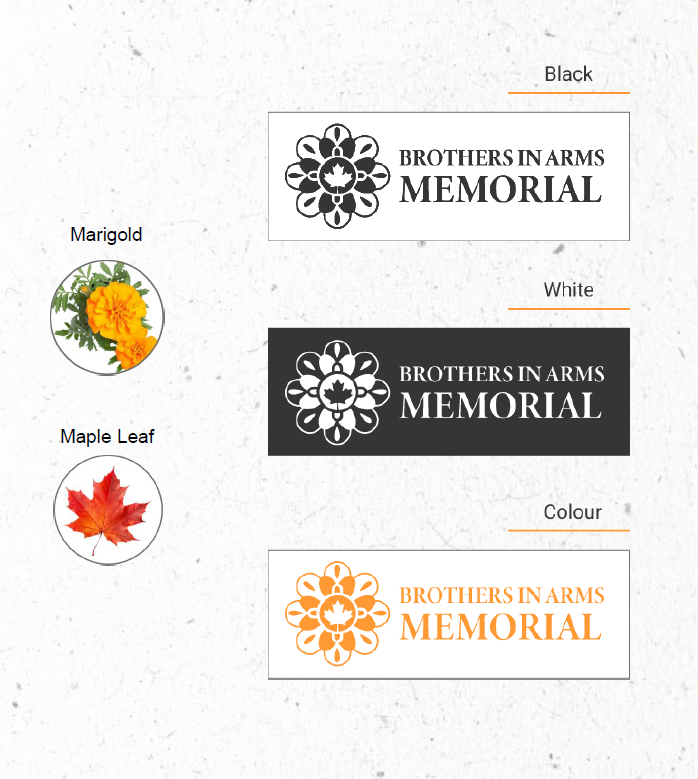 Black
BROTHERS IN ARMS
MEMORIAL
Marigold
White
BROTHERS IN ARMS
MEMORIAL
Maple Leaf
Colour
BROTHERS IN ARMS
MEMORIAL